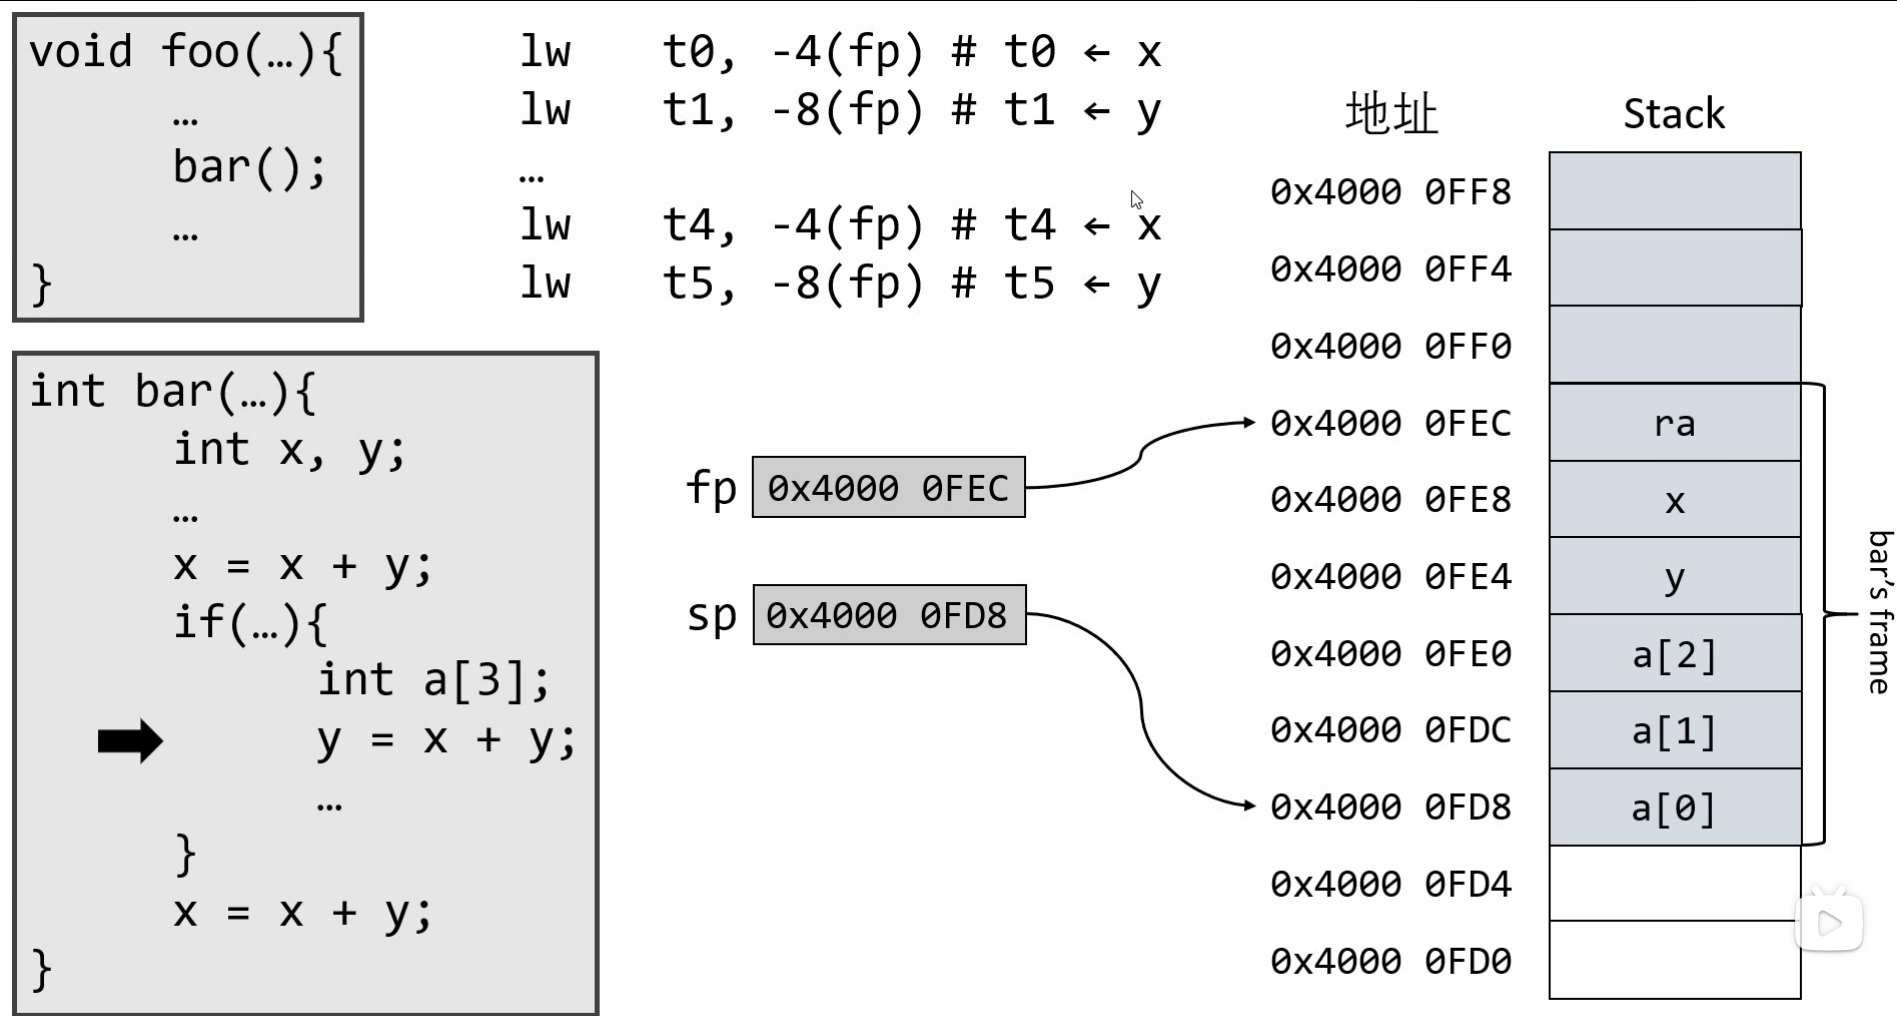 void foo(…){
…
bar();
…
}
int bar(…){
int x, y;
…
x = x + y;
if(…){
int a[3];
y = x + y;
…
}
x = x + y;
}
lw t0, -4(fp) # t0 ← x
lw t1, -8(fp) # t1 ← y
…
lw t4, -4(fp) # t4 ← x
lw t5, -8(fp) # t5 ← y
fp 0x4000 0FEC
sp 0x4000 0FD8
地址 Stack
0x4000 0FF8
0x4000 0FF4
0x4000 0FF0
0x4000 0FEC ra
0x4000 0FE8 x
0x4000 0FE4 y
0x4000 0FE0 a[2]
0x4000 0FDC a[1]
0x4000 0FD8 a[0]
0x4000 0FD4
0x4000 0FD0
bar's frame